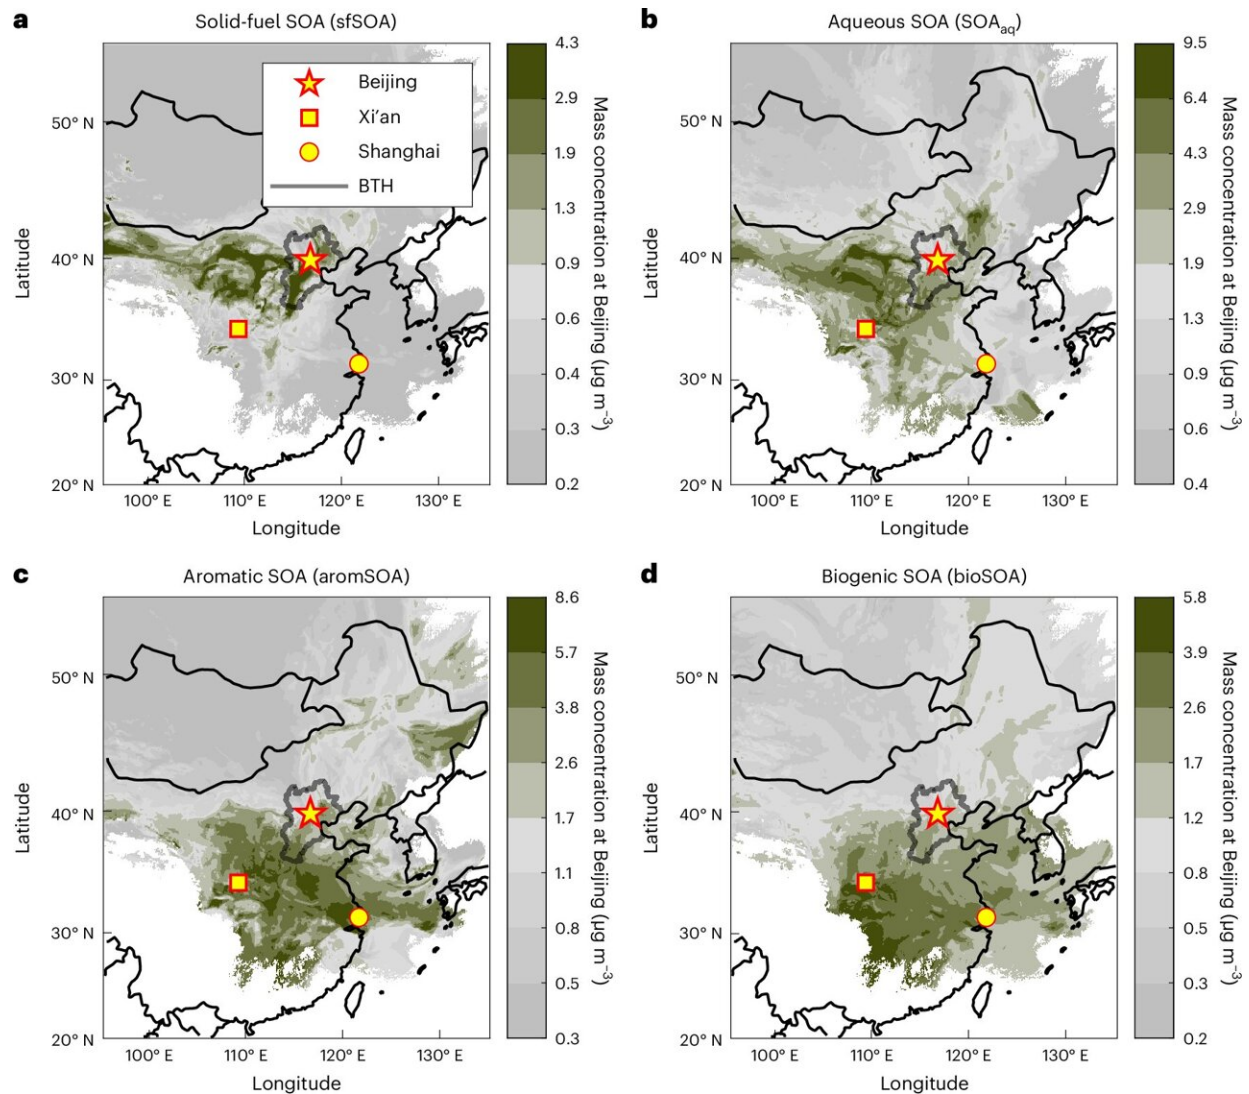 a
Solid-fuel SOA (sfSOA)
Beijing
Xi'an
Shanghai
BTH
50° N
40° N
30° N
20° N
Latitude
100° E 110° E 120° E 130° E
Longitude
4.3
2.9
1.9
1.3
0.9
0.6
0.4
0.3
0.2
Mass concentration at Beijing (µg m⁻³)
b
Aqueous SOA (SOAaq)
50° N
40° N
30° N
20° N
Latitude
100° E 110° E 120° E 130° E
Longitude
9.5
6.4
4.3
2.9
1.9
1.3
0.9
0.6
0.4
Mass concentration at Beijing (µg m⁻³)
c
Aromatic SOA (aromSOA)
50° N
40° N
30° N
20° N
Latitude
100° E 110° E 120° E 130° E
Longitude
8.6
5.7
3.8
2.6
1.7
1.1
0.8
0.5
0.3
Mass concentration at Beijing (µg m⁻³)
d
Biogenic SOA (bioSOA)
50° N
40° N
30° N
20° N
Latitude
100° E 110° E 120° E 130° E
Longitude
5.8
3.9
2.6
1.7
1.2
0.8
0.5
0.3
0.2
Mass concentration at Beijing (µg m⁻³)